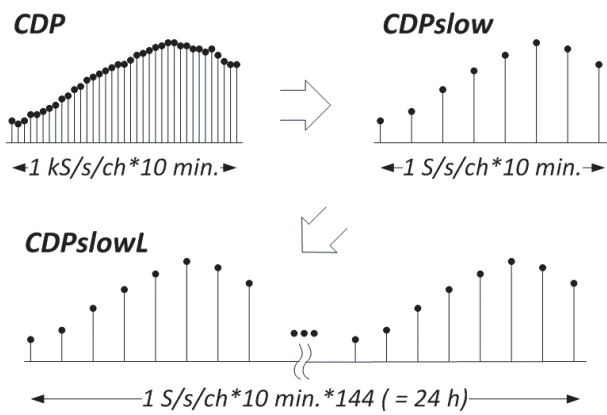 CDP
CDPslow
1 kS/s/ch*10 min.
1 S/s/ch*10 min.
CDPslowL
1 S/s/ch*10 min.*144 ( = 24 h)